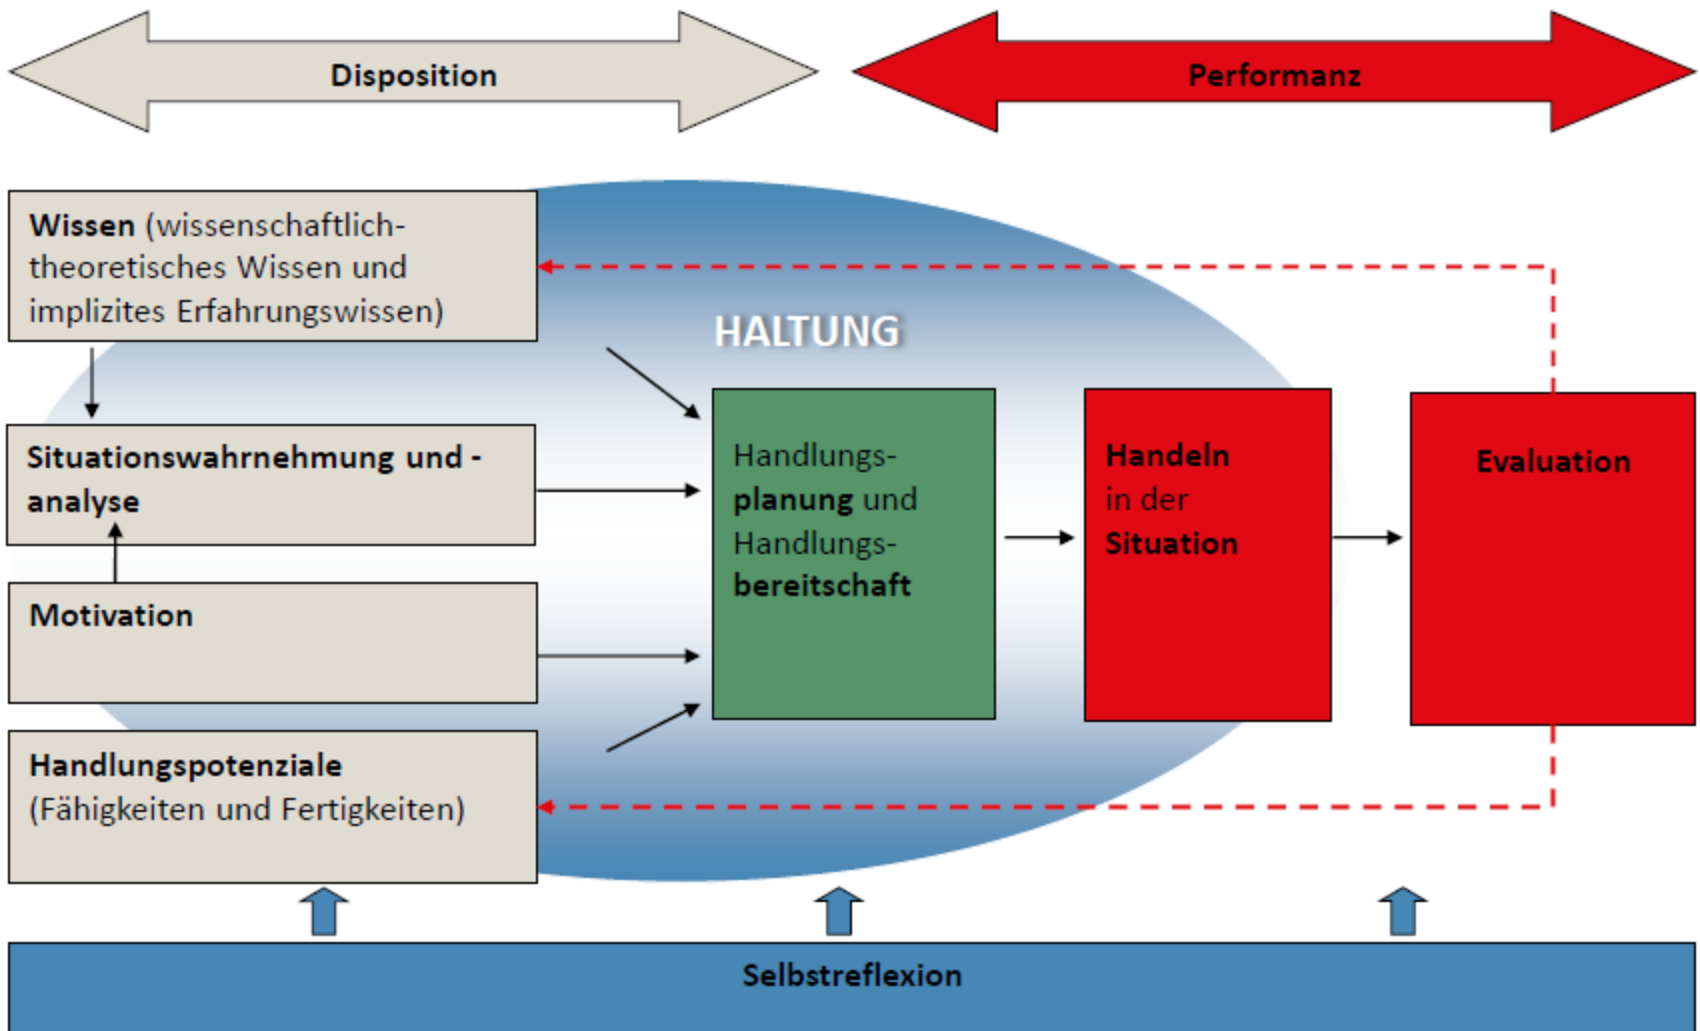 Disposition
Performanz
Wissen (wissenschaftlich-
theoretisches Wissen und
implizites Erfahrungswissen)
HALTUNG
Situationswahrnehmung und -
analyse
Motivation
Handlungspotenziale
(Fähigkeiten und Fertigkeiten)
Handlungs-
planung und
Handlungs-
bereitschaft
Handeln
in der
Situation
Evaluation
Selbstreflexion